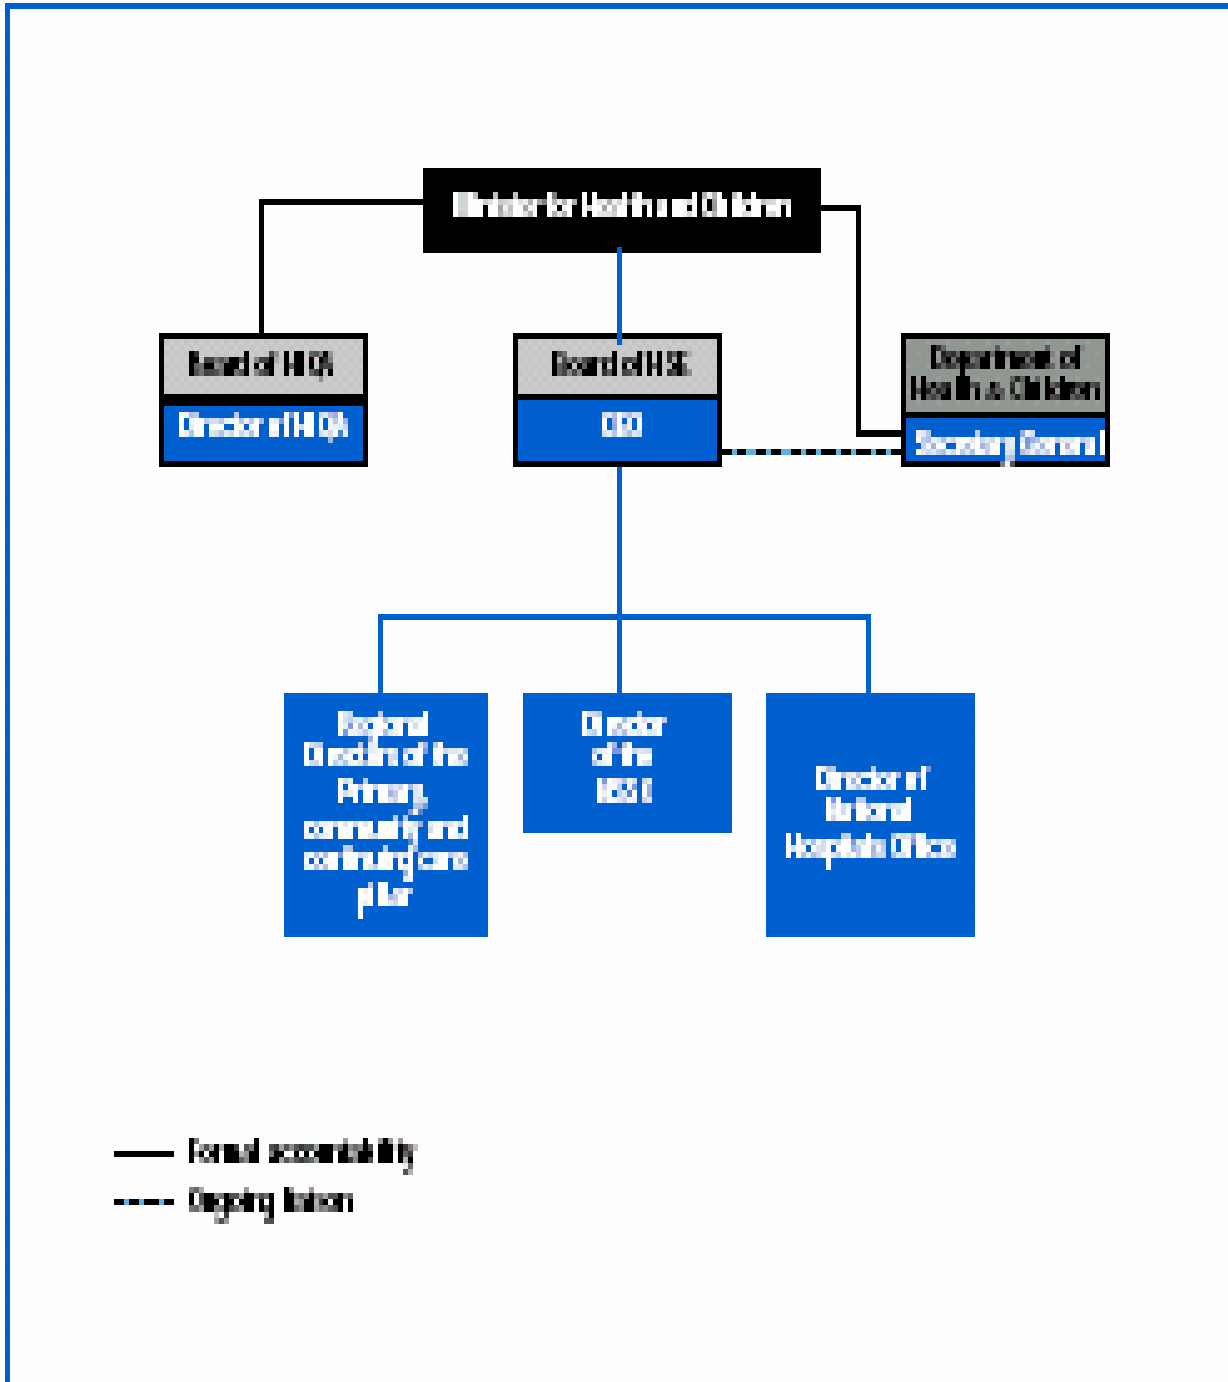 Minister for Health and Children
Board of HIQA
Director of HIQA
Board of HSE
CEO
Department of
Health & Children
Secretary General
Regional
Directors of the
Primary,
community and
continuing care
pillar
Director
of the
Director of
National
Hospitals Office
Formal accountability
Ongoing liaison